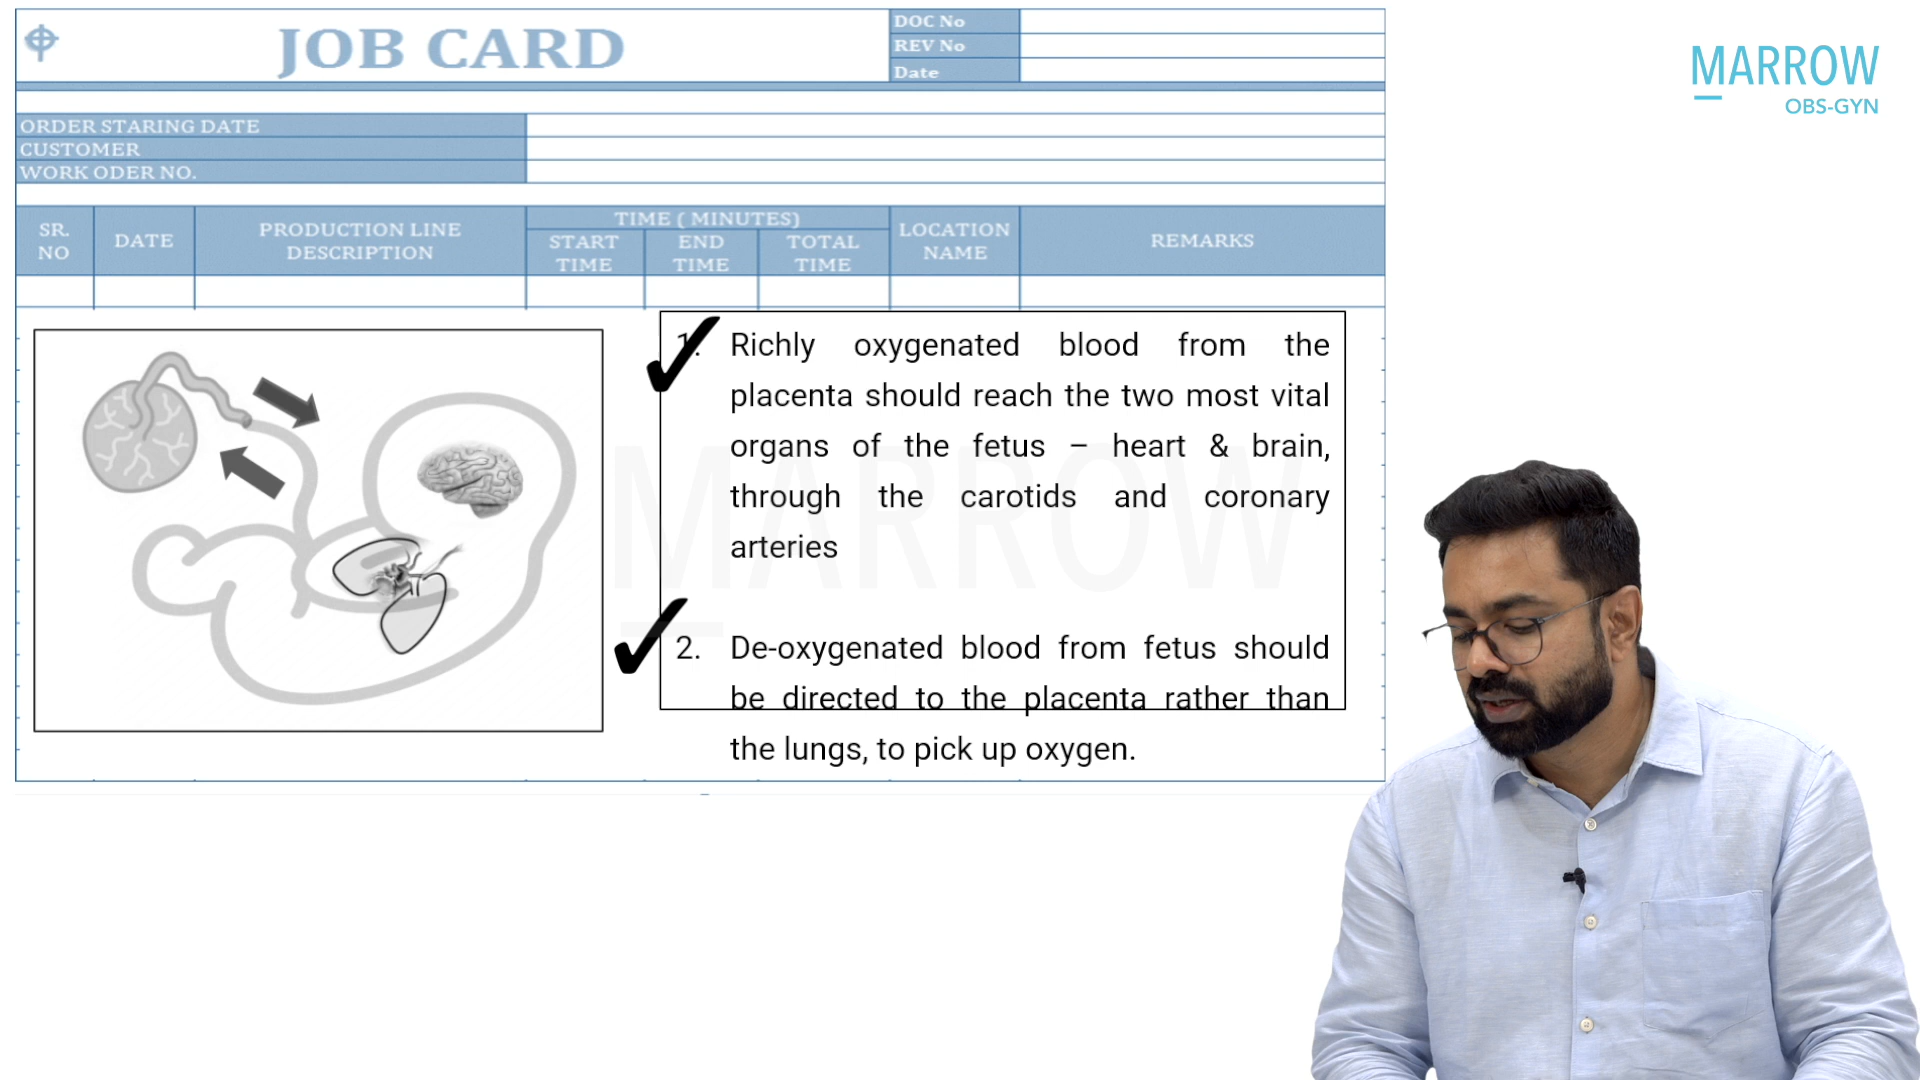 JOB CARD
DOC No
REV No
Date
MARROW
OBS-GYN
ORDER STARING DATE
CUSTOMER
WORK ODER NO.
SR.
NO
DATE
PRODUCTION LINE
DESCRIPTION
TIME ( MINUTES)
START
TIME
END
TIME
TOTAL
TIME
LOCATION
NAME
REMARKS
1. Richly oxygenated blood from the
placenta should reach the two most vital
organs of the fetus – heart & brain,
through the carotids and coronary
arteries
MARROW
2. De-oxygenated blood from fetus should
be directed to the placenta rather than
the lungs, to pick up oxygen.